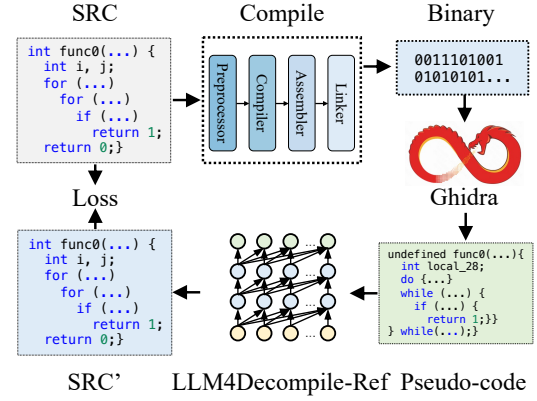 SRC
Compile
Binary
int func0(...) {
int i, j;
for (...)
for (...)
if (...)
return 1;
return 0;}
Preprocessor
Compiler
Assembler
Linker
0011101001
01010101...
Ghidra
Loss
int func0(...) {
int i, j;
for (...)
for (...)
if (...)
return 1;
return 0;}
...
...
...
...
undefined func0(...){
int local_28;
do {...}
while (...) {
if (...) {
return 1;}}
} while(...);}
SRC’
LLM4Decompile-Ref
Pseudo-code